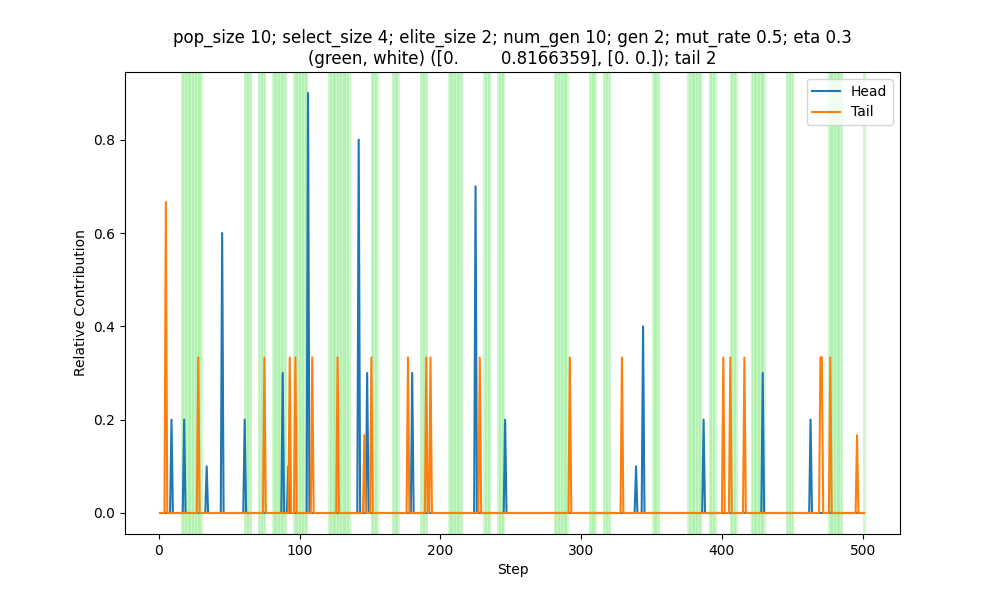 pop_size 10; select_size 4; elite_size 2; num_gen 10; gen 2; mut_rate 0.5; eta 0.3
(green, white) ([0. 0.8166359], [0. 0.]); tail 2
Head
Tail
0.8
0.6
0.4
0.2
0.0
Relative Contribution
0 100 200 300 400 500
Step